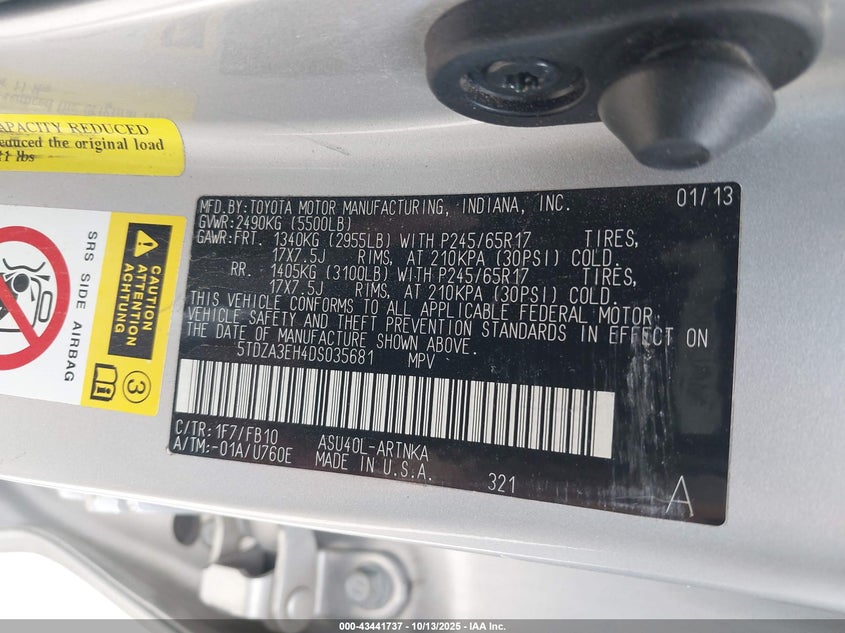 CAPACITY REDUCED
reduced the original load
1 lbs
SRS SIDE AIRBAG
CAUTION
ATTENTION
ACHTUNG
3
MFD.BY:TOYOTA MOTOR MANUFACTURING, INDIANA, INC. 01/13
GVWR:2490KG (5500LB)
GAWR:FRT. 1340KG (2955LB) WITH P245/65R17 TIRES,
17X7.5J RIMS, AT 210KPA (30PSI) COLD.
RR. 1405KG (3100LB) WITH P245/65R17 TIRES,
17X7.5J RIMS, AT 210KPA (30PSI) COLD.
THIS VEHICLE CONFORMS TO ALL APPLICABLE FEDERAL MOTOR
VEHICLE SAFETY AND THEFT PREVENTION STANDARDS IN EFFECT ON
THE DATE OF MANUFACTURE SHOWN ABOVE.
5TDZA3EH4DS035681 MPV
C/TR: 1F7/FB10 ASU40L-ARTNKA
A/TM:-01A/U760E MADE IN U.S.A. 321 A
000-43441737 - 10/13/2025 - IAA Inc.